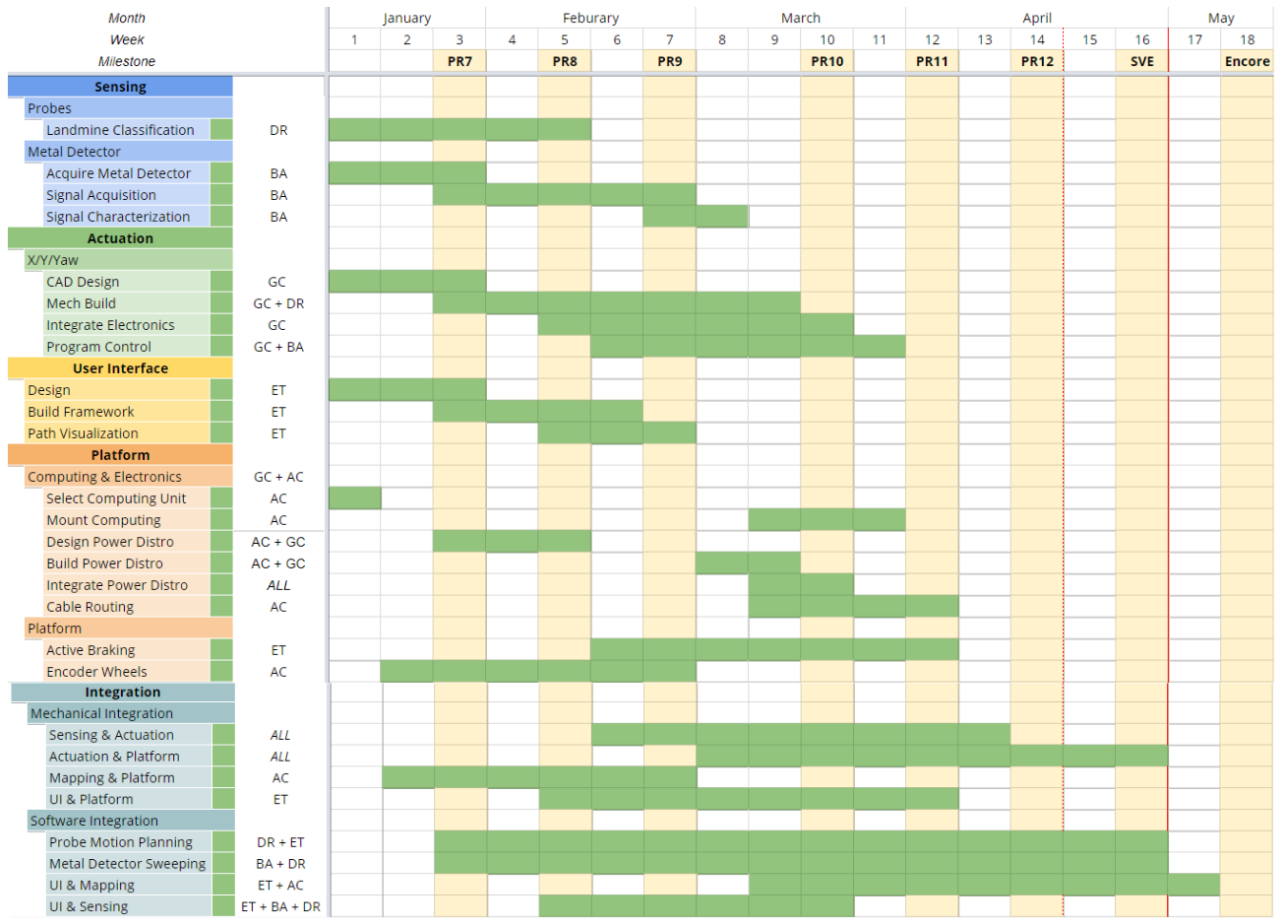 Month January Feburary March April May
Week 1 2 3 4 5 6 7 8 9 10 11 12 13 14 15 16 17 18
Milestone PR7 PR8 PR9 PR10 PR11 PR12 SVE Encore
Sensing
Probes
Landmine Classification DR
Metal Detector
Acquire Metal Detector BA
Signal Acquisition BA
Signal Characterization BA
Actuation
X/Y/Yaw
CAD Design GC
Mech Build GC + DR
Integrate Electronics GC
Program Control GC + BA
User Interface
Design ET
Build Framework ET
Path Visualization ET
Platform
Computing & Electronics GC + AC
Select Computing Unit AC
Mount Computing AC
Design Power Distro AC + GC
Build Power Distro AC + GC
Integrate Power Distro ALL
Cable Routing AC
Platform
Active Braking ET
Encoder Wheels AC
Integration
Mechanical Integration
Sensing & Actuation ALL
Actuation & Platform ALL
Mapping & Platform AC
UI & Platform ET
Software Integration
Probe Motion Planning DR + ET
Metal Detector Sweeping BA + DR
UI & Mapping ET + AC
UI & Sensing ET + BA + DR